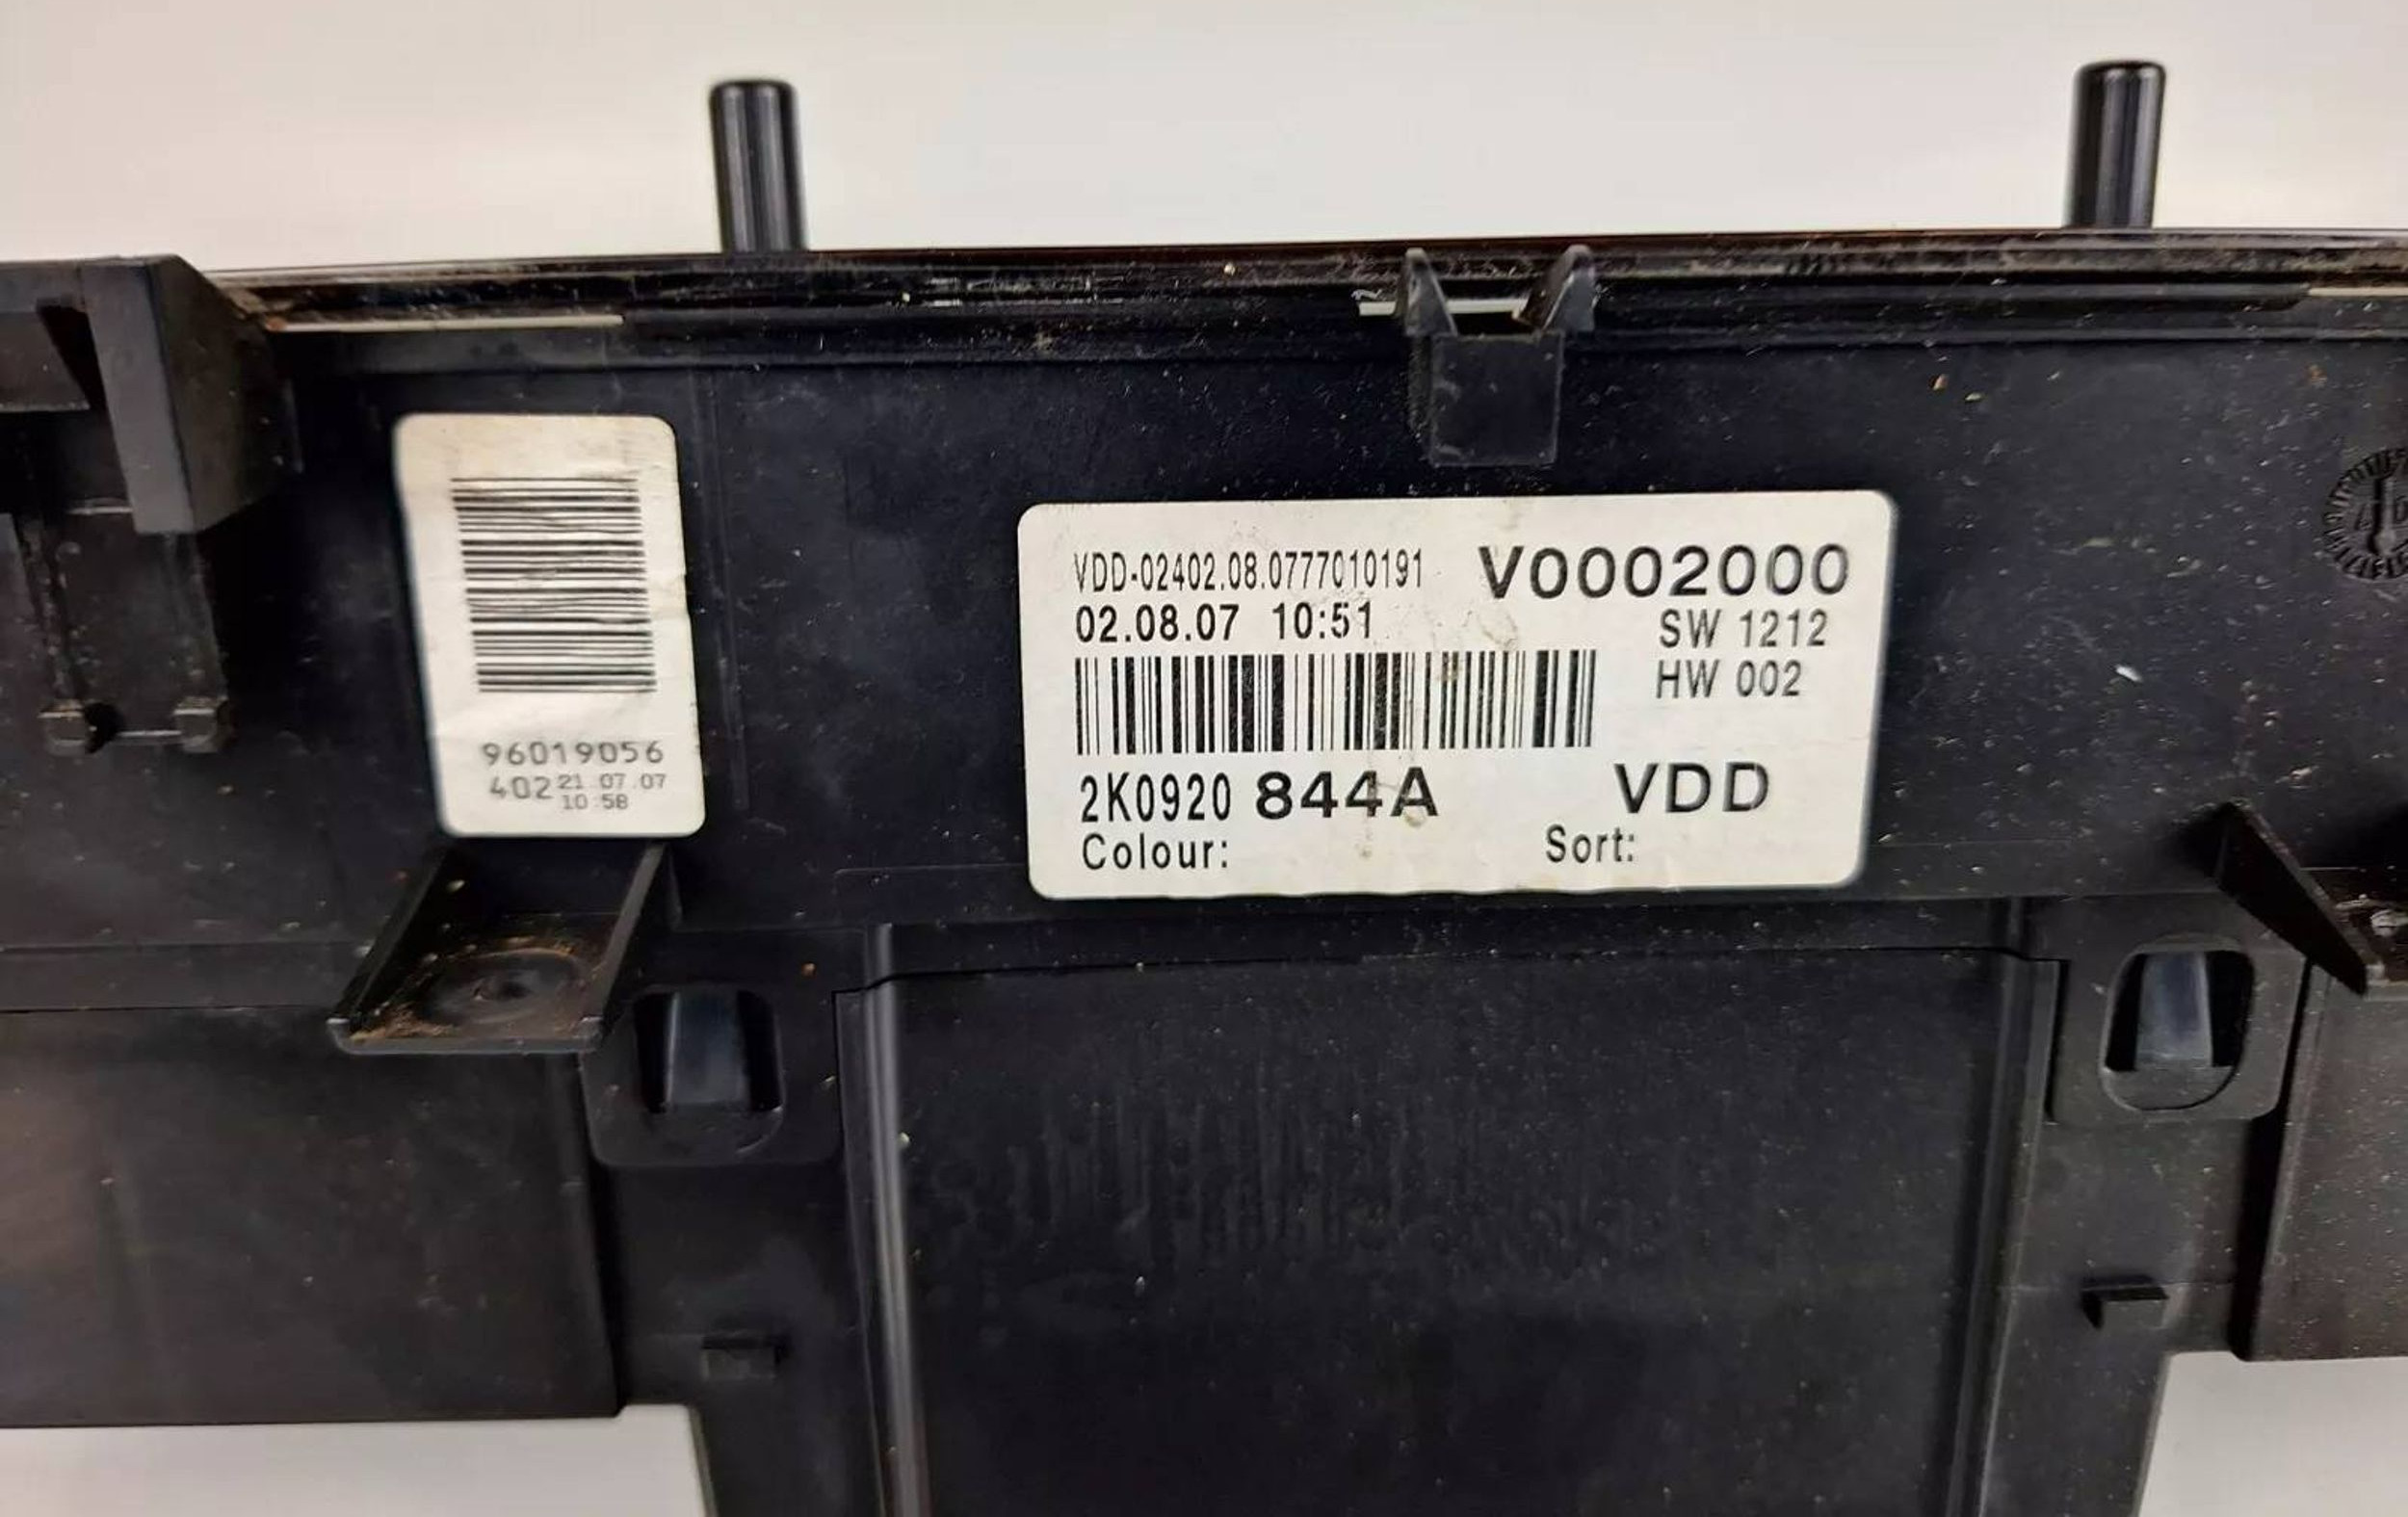 96019056
402 21.07.07
10:58
VDD-02402.08.0777010191 V0002000
02.08.07 10:51 SW 1212
HW 002
2K0920 844A VDD
Colour: Sort: